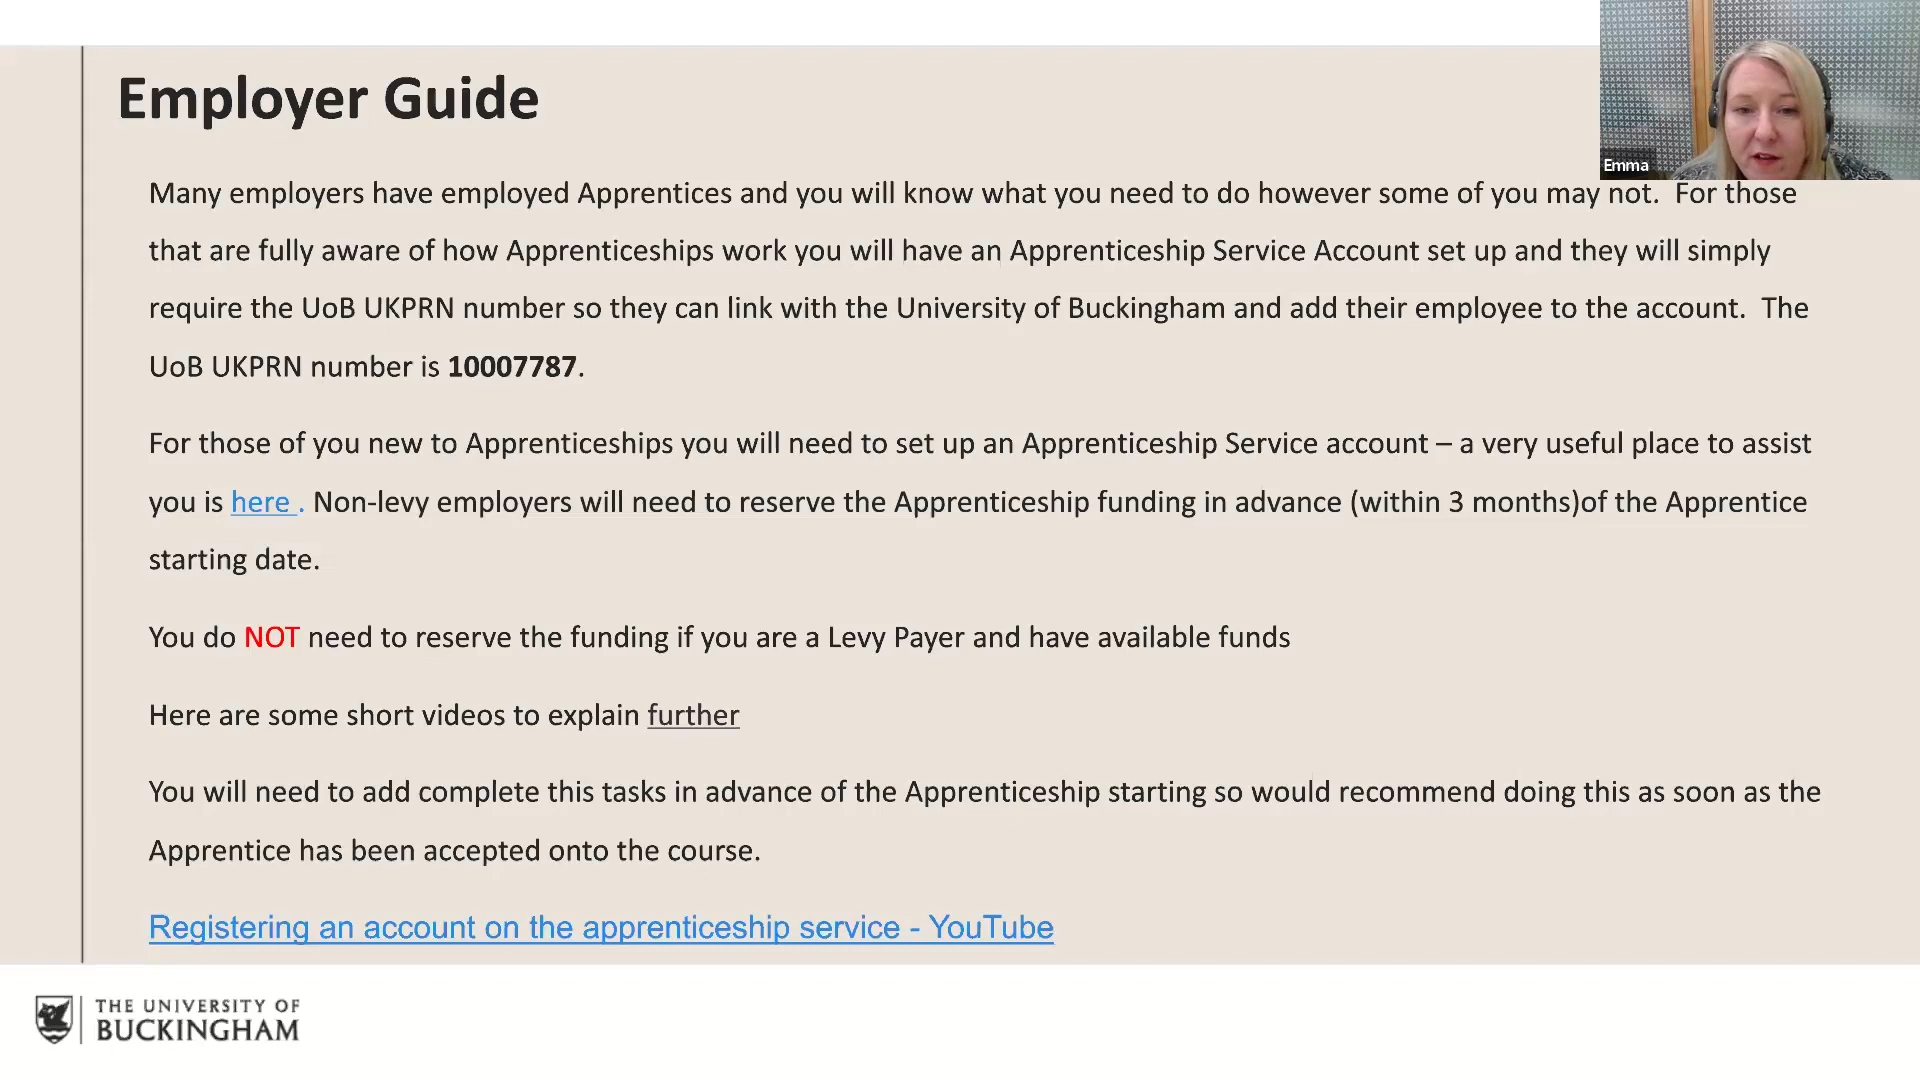 Employer Guide
Emma
Many employers have employed Apprentices and you will know what you need to do however some of you may not.  For those
that are fully aware of how Apprenticeships work you will have an Apprenticeship Service Account set up and they will simply
require the UoB UKPRN number so they can link with the University of Buckingham and add their employee to the account.  The
UoB UKPRN number is 10007787.
For those of you new to Apprenticeships you will need to set up an Apprenticeship Service account – a very useful place to assist
you is here . Non-levy employers will need to reserve the Apprenticeship funding in advance (within 3 months)of the Apprentice
starting date.
You do NOT need to reserve the funding if you are a Levy Payer and have available funds
Here are some short videos to explain further
You will need to add complete this tasks in advance of the Apprenticeship starting so would recommend doing this as soon as the
Apprentice has been accepted onto the course.
Registering an account on the apprenticeship service - YouTube
THE UNIVERSITY OF
BUCKINGHAM